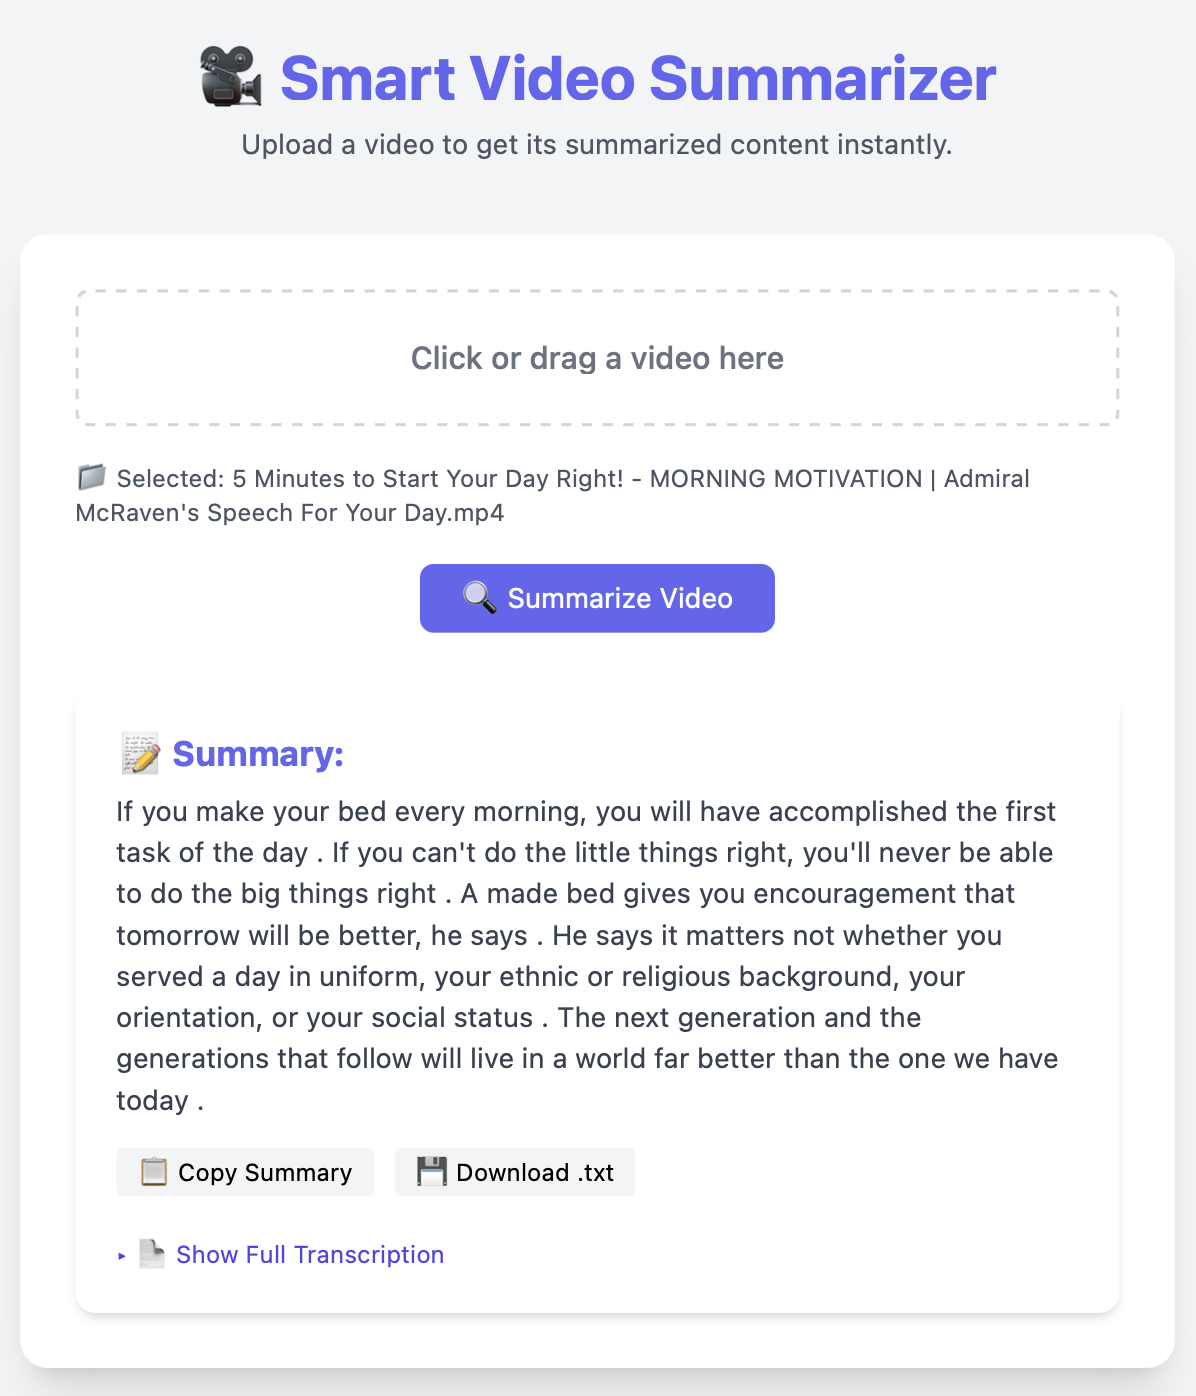 Smart Video Summarizer
Upload a video to get its summarized content instantly.
Click or drag a video here
Selected: 5 Minutes to Start Your Day Right! - MORNING MOTIVATION | Admiral
McRaven's Speech For Your Day.mp4
Summarize Video
Summary:
If you make your bed every morning, you will have accomplished the first
task of the day . If you can't do the little things right, you'll never be able
to do the big things right . A made bed gives you encouragement that
tomorrow will be better, he says . He says it matters not whether you
served a day in uniform, your ethnic or religious background, your
orientation, or your social status . The next generation and the
generations that follow will live in a world far better than the one we have
today .
Copy Summary
Download .txt
Show Full Transcription